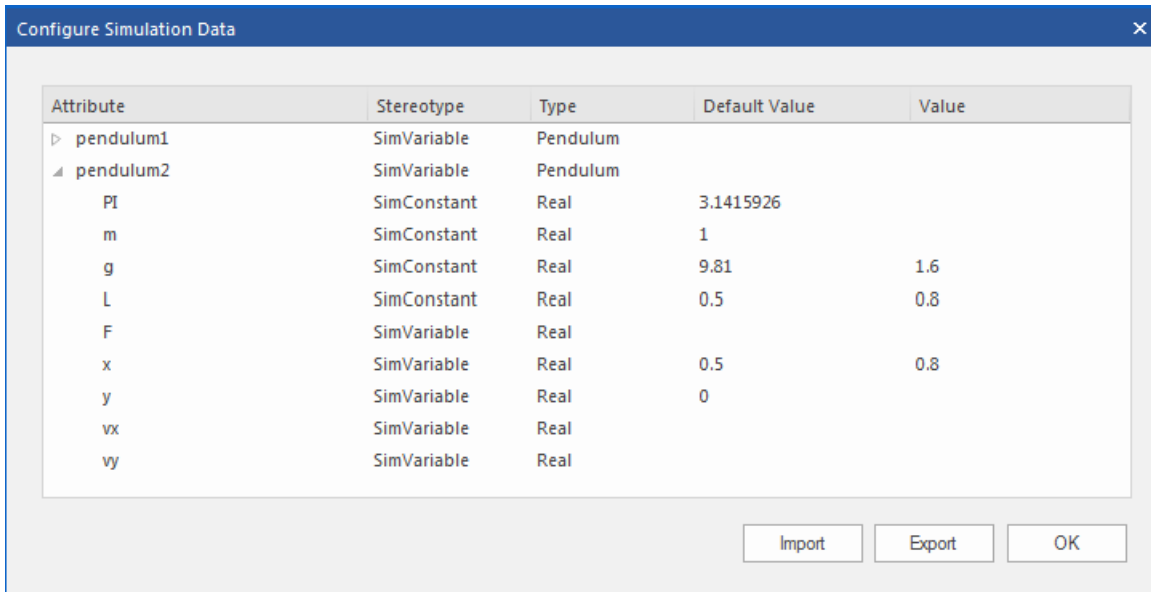 Configure Simulation Data
Attribute Stereotype Type Default Value Value
pendulum1 SimVariable Pendulum
pendulum2 SimVariable Pendulum
PI SimConstant Real 3.1415926
m SimConstant Real 1
g SimConstant Real 9.81 1.6
L SimConstant Real 0.5 0.8
F SimVariable Real
x SimVariable Real 0.5 0.8
y SimVariable Real 0
vx SimVariable Real
vy SimVariable Real
Import Export OK